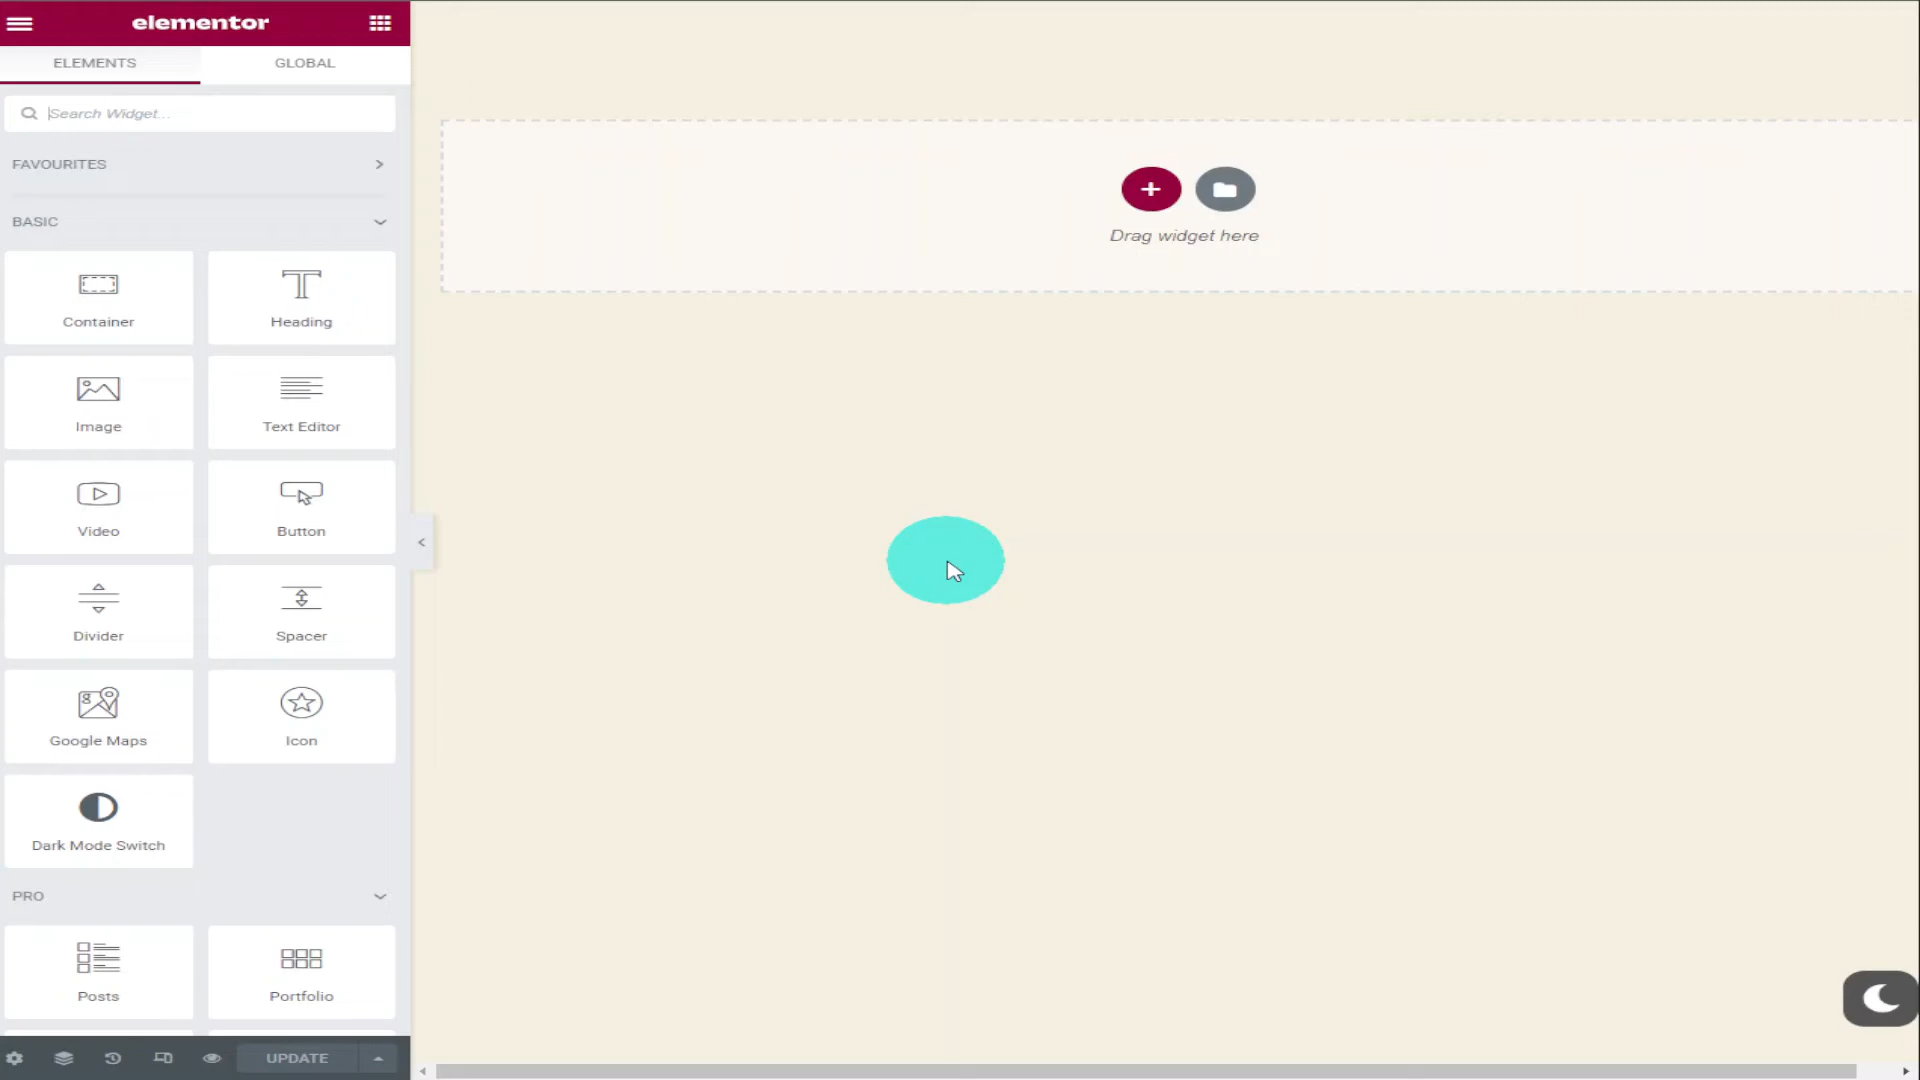 elementor
ELEMENTS
GLOBAL
Search Widget...
FAVOURITES
BASIC
Drag widget here
Container
Heading
Image
Text Editor
Video
Button
Divider
Spacer
Google Maps
Icon
Dark Mode Switch
PRO
Posts
Portfolio
UPDATE